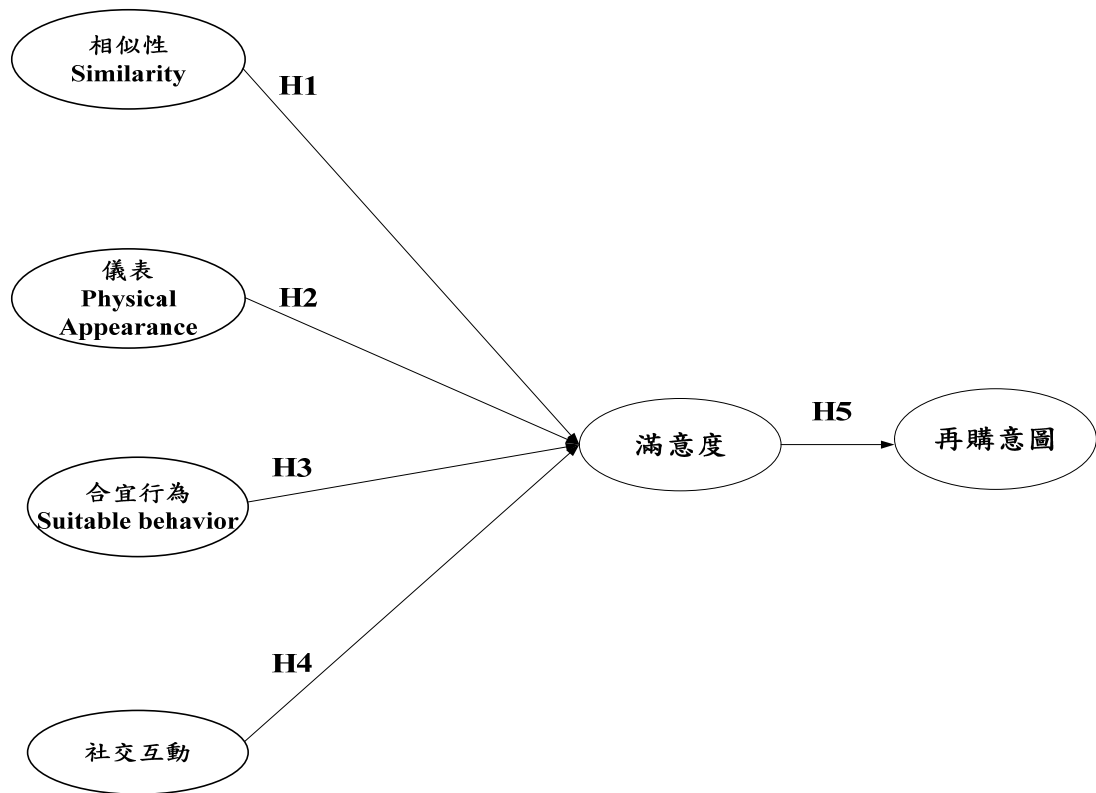 相似性
Similarity
H1
儀表
Physical
Appearance
H2
合宜行為
Suitable behavior
H3
滿意度
H5
再購意圖
H4
社交互動